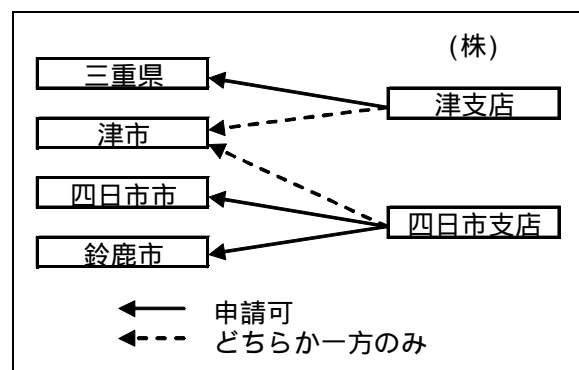 (株)
三重県
津支店
津市
四日市市
四日市支店
鈴鹿市
申請可
どちらか一方のみ